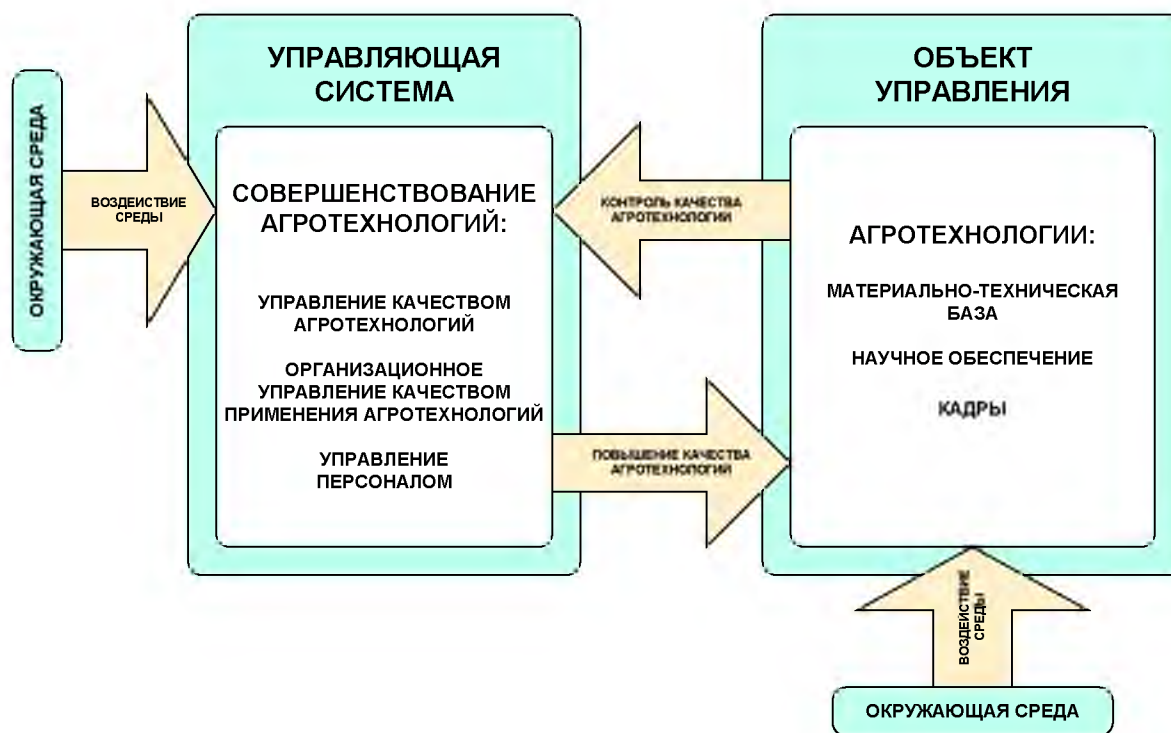 ОКРУЖАЮЩАЯ СРЕДА
ВОЗДЕЙСТВИЕ
СРЕДЫ
УПРАВЛЯЮЩАЯ
СИСТЕМА
СОВЕРШЕНСТВОВАНИЕ
АГРОТЕХНОЛОГИЙ:
УПРАВЛЕНИЕ КАЧЕСТВОМ
АГРОТЕХНОЛОГИЙ
ОРГАНИЗАЦИОННОЕ
УПРАВЛЕНИЕ КАЧЕСТВОМ
ПРИМЕНЕНИЯ АГРОТЕХНОЛОГИЙ
УПРАВЛЕНИЕ
ПЕРСОНАЛОМ
КОНТРОЛЬ КАЧЕСТВА
АГРОТЕХНОЛОГИИ
ПОВЫШЕНИЕ КАЧЕСТВА
АГРОТЕХНОЛОГИЙ
ОБЪЕКТ
УПРАВЛЕНИЯ
АГРОТЕХНОЛОГИИ:
МАТЕРИАЛЬНО-ТЕХНИЧЕСКАЯ
БАЗА
НАУЧНОЕ ОБЕСПЕЧЕНИЕ
КАДРЫ
ВОЗДЕЙСТВИЕ
СРЕДЫ
ОКРУЖАЮЩАЯ СРЕДА